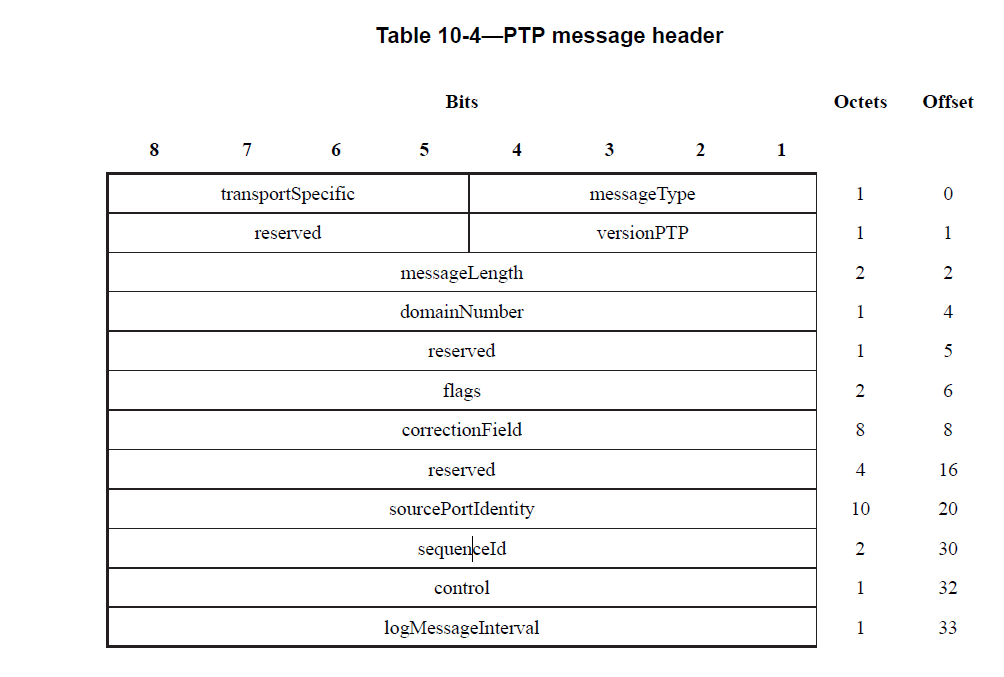 Table 10-4—PTP message header
Bits Octets Offset
8 7 6 5 4 3 2 1
transportSpecific messageType 1 0
reserved versionPTP 1 1
messageLength 2 2
domainNumber 1 4
reserved 1 5
flags 2 6
correctionField 8 8
reserved 4 16
sourcePortIdentity 10 20
sequenceId 2 30
control 1 32
logMessageInterval 1 33